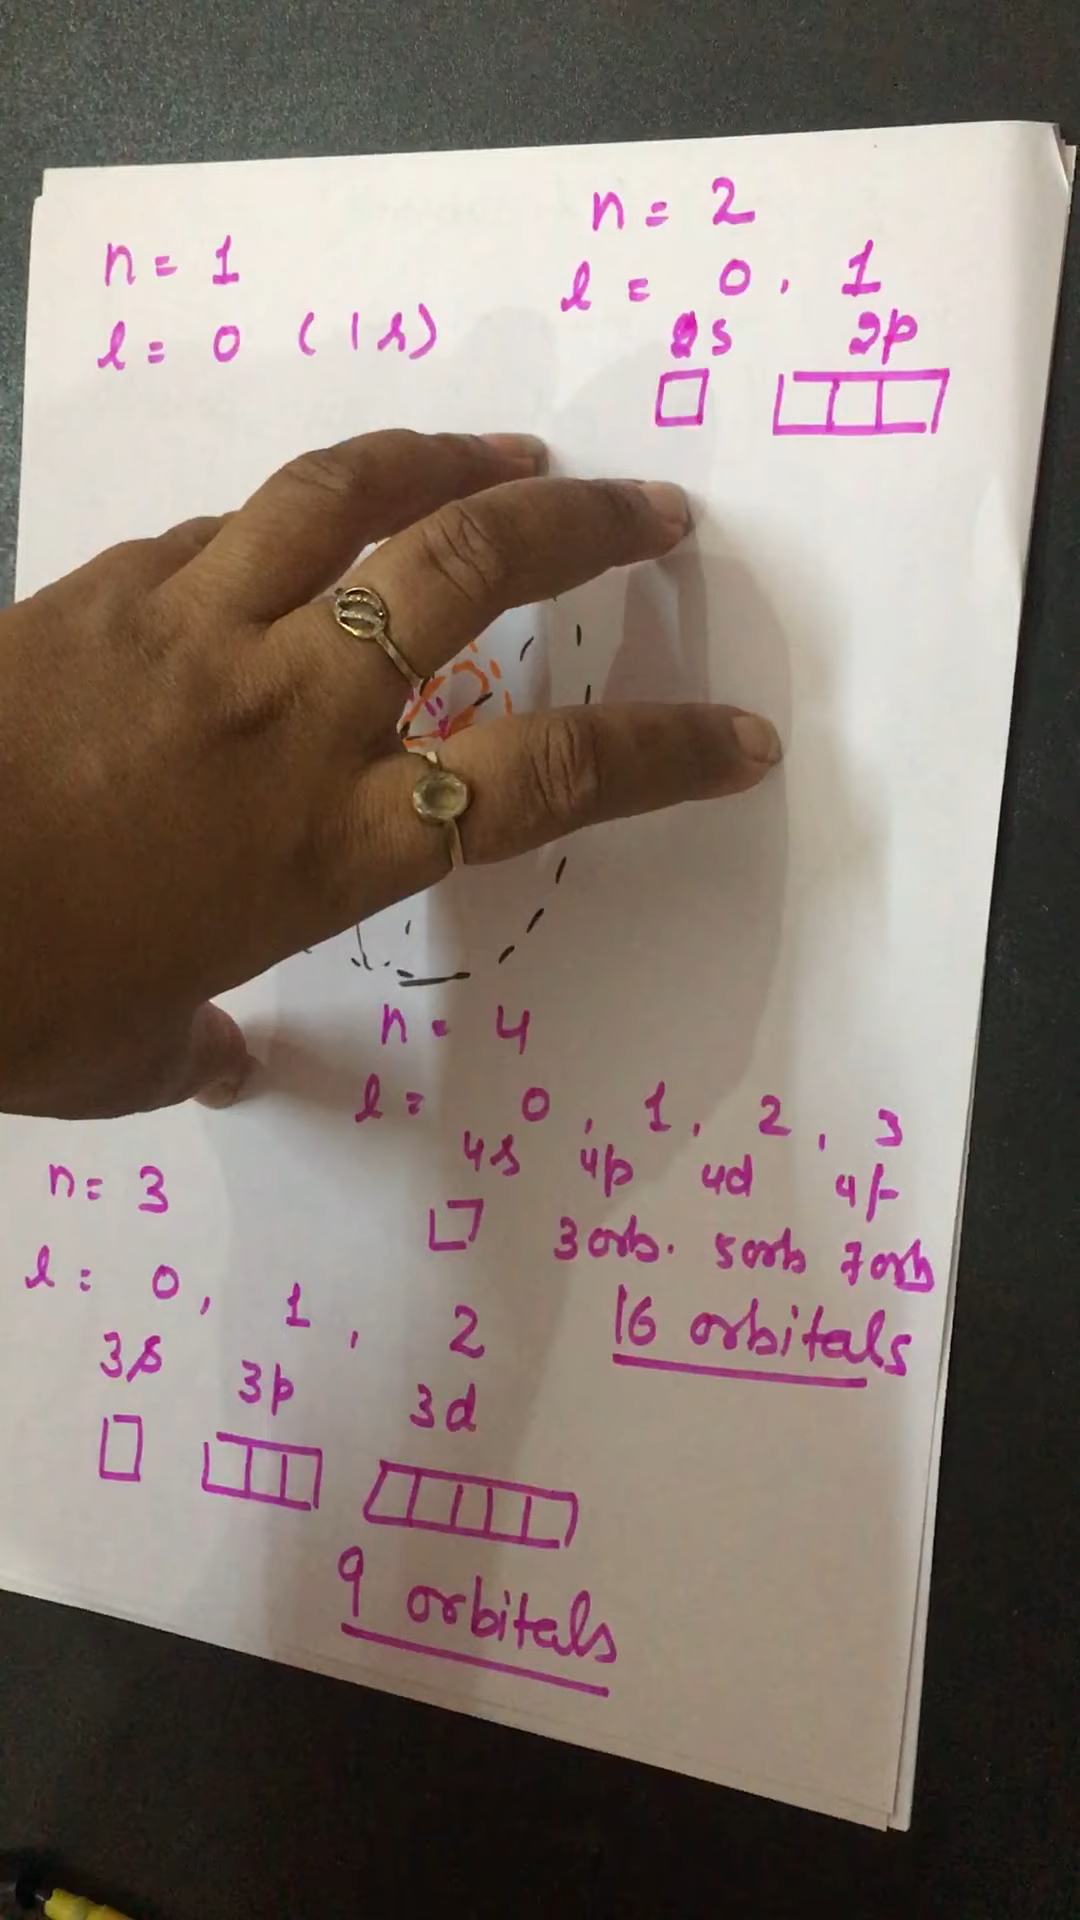 n = 1
l = 0 (1s)
n = 2
l = 0, 1
2s 2p
n = 4
l = 0, 1, 2, 3
4s 4p 4d 4f
3 orb. 5 orb 7 orb
16 orbitals
n = 3
l = 0, 1, 2
3s 3p 3d
9 orbitals